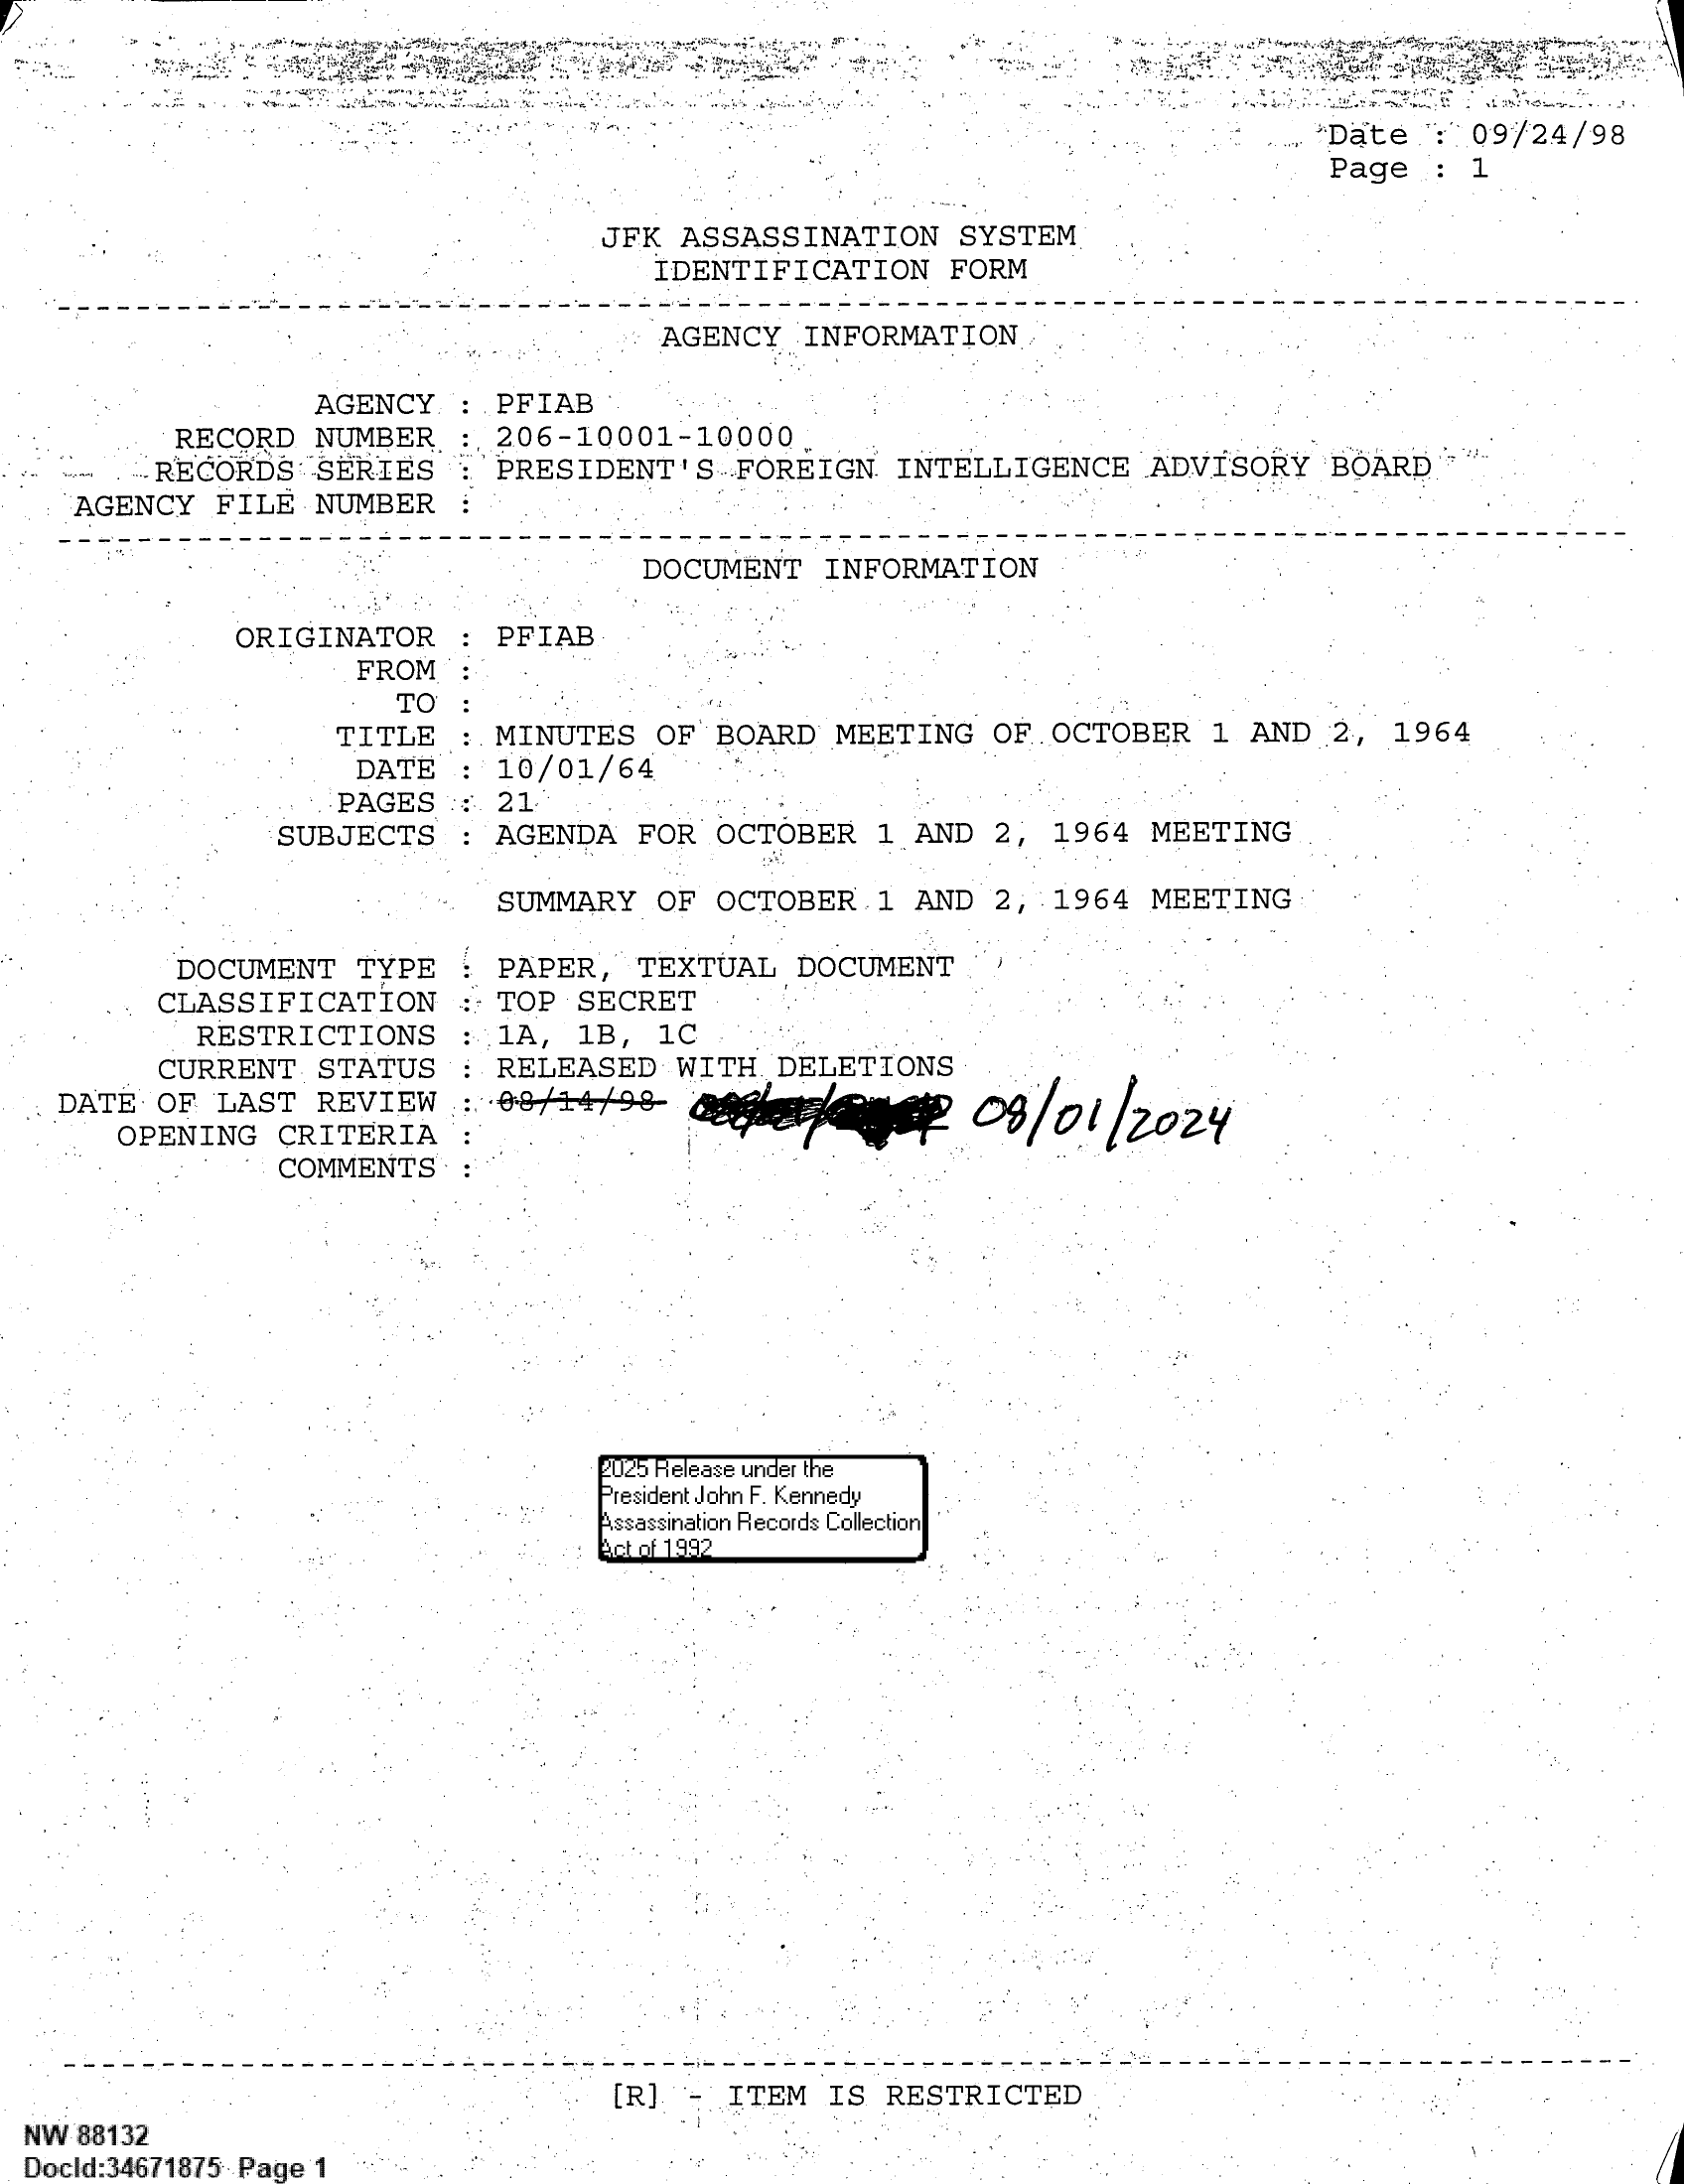 Date : 09/24/98
Page : 1
JFK ASSASSINATION SYSTEM
IDENTIFICATION FORM
AGENCY INFORMATION
AGENCY : PFIAB
RECORD NUMBER : 206-10001-10000
RECORDS SERIES : PRESIDENT'S FOREIGN INTELLIGENCE ADVISORY BOARD
AGENCY FILE NUMBER :
DOCUMENT INFORMATION
ORIGINATOR : PFIAB
FROM :
TO :
TITLE : MINUTES OF BOARD MEETING OF OCTOBER 1 AND 2, 1964
DATE : 10/01/64
PAGES : 21
SUBJECTS : AGENDA FOR OCTOBER 1 AND 2, 1964 MEETING
SUMMARY OF OCTOBER 1 AND 2, 1964 MEETING
DOCUMENT TYPE : PAPER, TEXTUAL DOCUMENT
CLASSIFICATION : TOP SECRET
RESTRICTIONS : 1A, 1B, 1C
CURRENT STATUS : RELEASED WITH DELETIONS
DATE OF LAST REVIEW : 08/14/98 08/01/2024
OPENING CRITERIA :
COMMENTS :
2025 Release under the
President John F. Kennedy
Assassination Records Collection
Act of 1992
[R] - ITEM IS RESTRICTED
NW 88132
DocId:34671875 Page 1